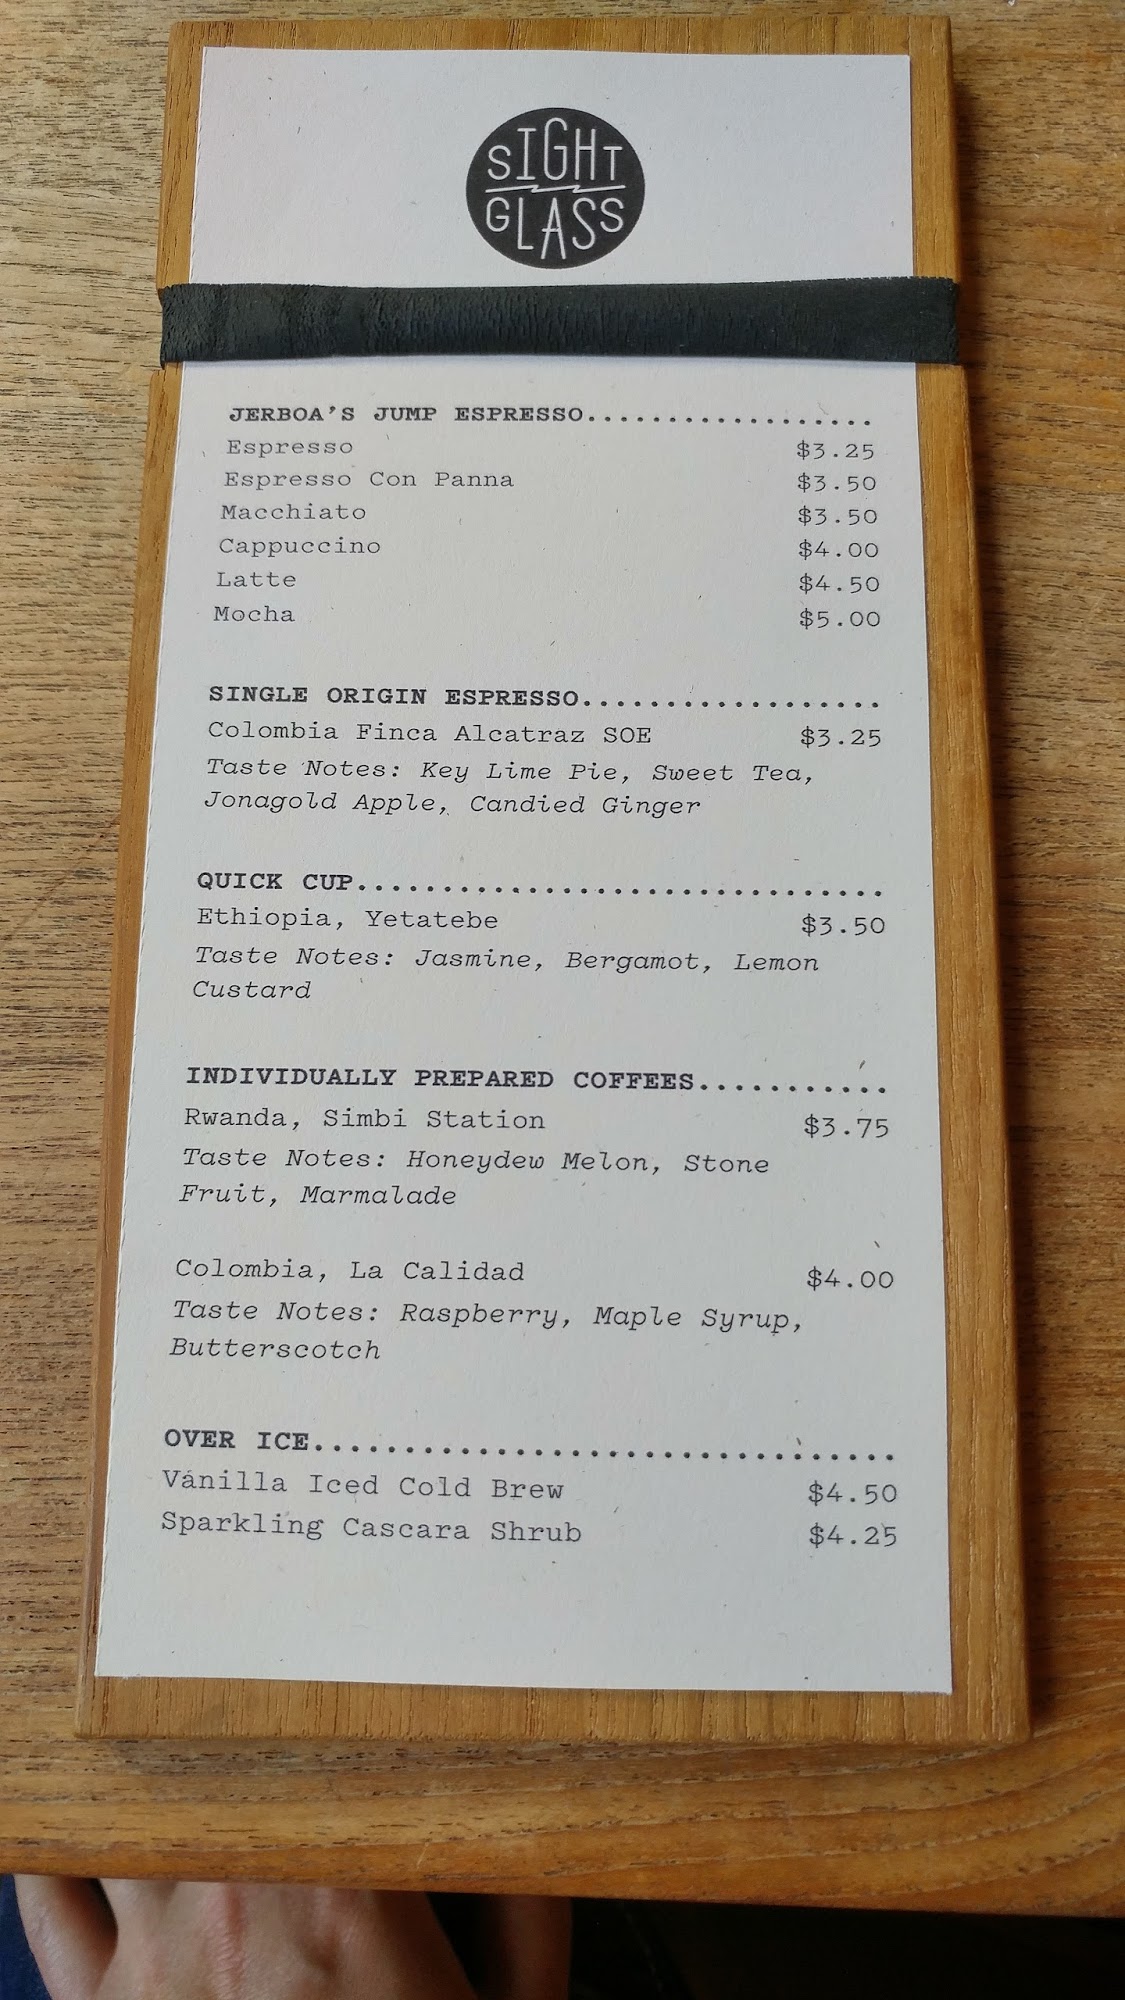 SIGHT
GLASS
JERBOA'S JUMP ESPRESSO..................
Espresso $3.25
Espresso Con Panna $3.50
Macchiato $3.50
Cappuccino $4.00
Latte $4.50
Mocha $5.00
SINGLE ORIGIN ESPRESSO...................
Colombia Finca Alcatraz SOE $3.25
Taste Notes: Key Lime Pie, Sweet Tea,
Jonagold Apple, Candied Ginger
QUICK CUP...............................
Ethiopia, Yetatebe $3.50
Taste Notes: Jasmine, Bergamot, Lemon
Custard
INDIVIDUALLY PREPARED COFFEES...........
Rwanda, Simbi Station $3.75
Taste Notes: Honeydew Melon, Stone
Fruit, Marmalade
Colombia, La Calidad $4.00
Taste Notes: Raspberry, Maple Syrup,
Butterscotch
OVER ICE................................
Vanilla Iced Cold Brew $4.50
Sparkling Cascara Shrub $4.25